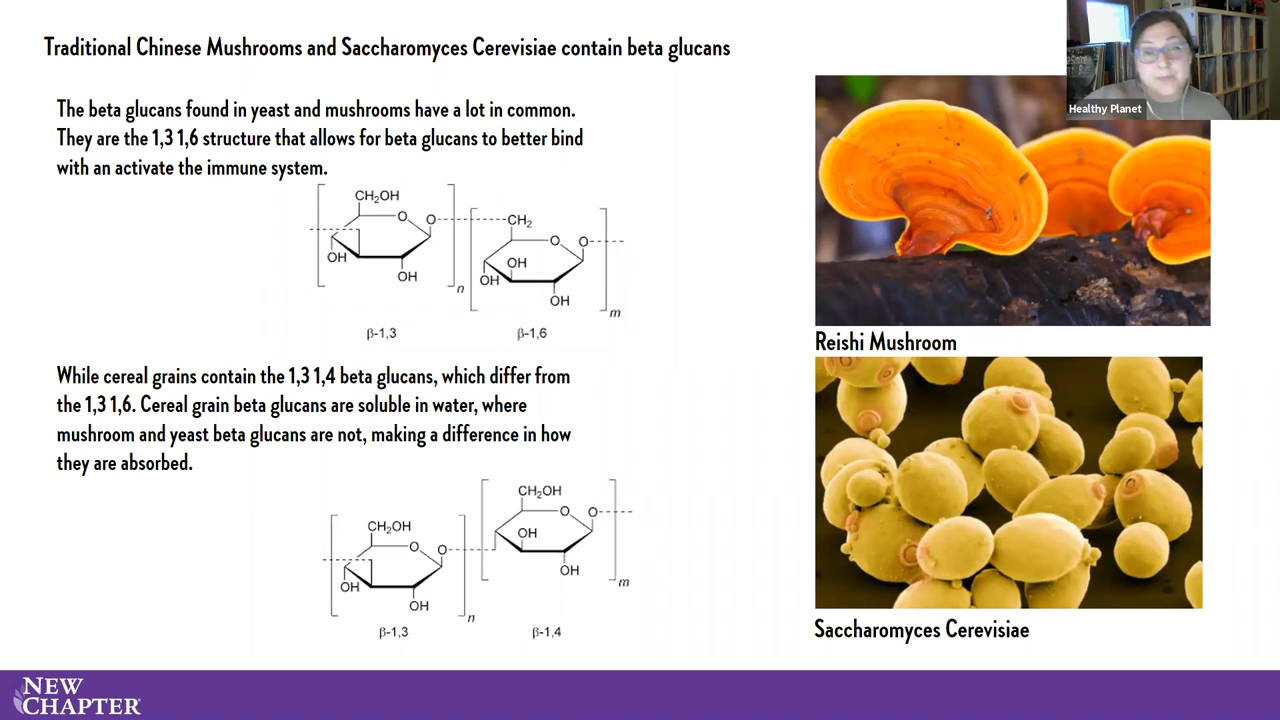 Traditional Chinese Mushrooms and Saccharomyces Cerevisiae contain beta glucans
Healthy Planet
The beta glucans found in yeast and mushrooms have a lot in common.
They are the 1,3 1,6 structure that allows for beta glucans to better bind
with an activate the immune system.
CH₂OH
O
O
CH₂
OH
OH
n
O
O
OH
OH
OH
m
β-1,3
β-1,6
Reishi Mushroom
While cereal grains contain the 1,3 1,4 beta glucans, which differ from
the 1,3 1,6. Cereal grain beta glucans are soluble in water, where
mushroom and yeast beta glucans are not, making a difference in how
they are absorbed.
CH₂OH
O
O
OH
OH
n
CH₂OH
O
O
OH
OH
m
β-1,3
β-1,4
Saccharomyces Cerevisiae
NEW
CHAPTER